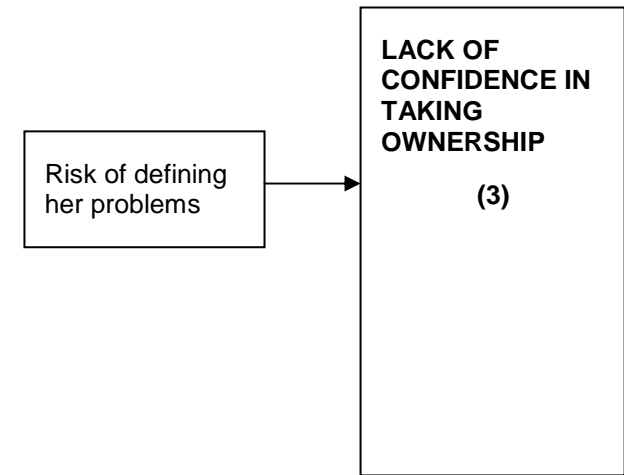 Risk of defining
her problems
LACK OF
CONFIDENCE IN
TAKING
OWNERSHIP
(3)